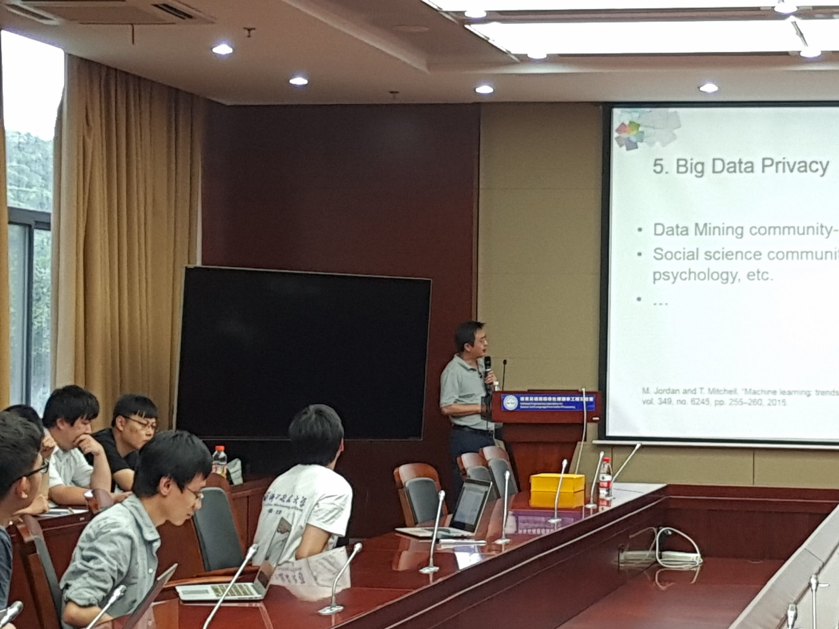 5. Big Data Privacy
• Data Mining community-
• Social science communi
psychology, etc.
• ...
M. Jordan and T. Mitchell, "Machine learning: trends
vol. 349, no. 6245, pp. 255–260, 2015.